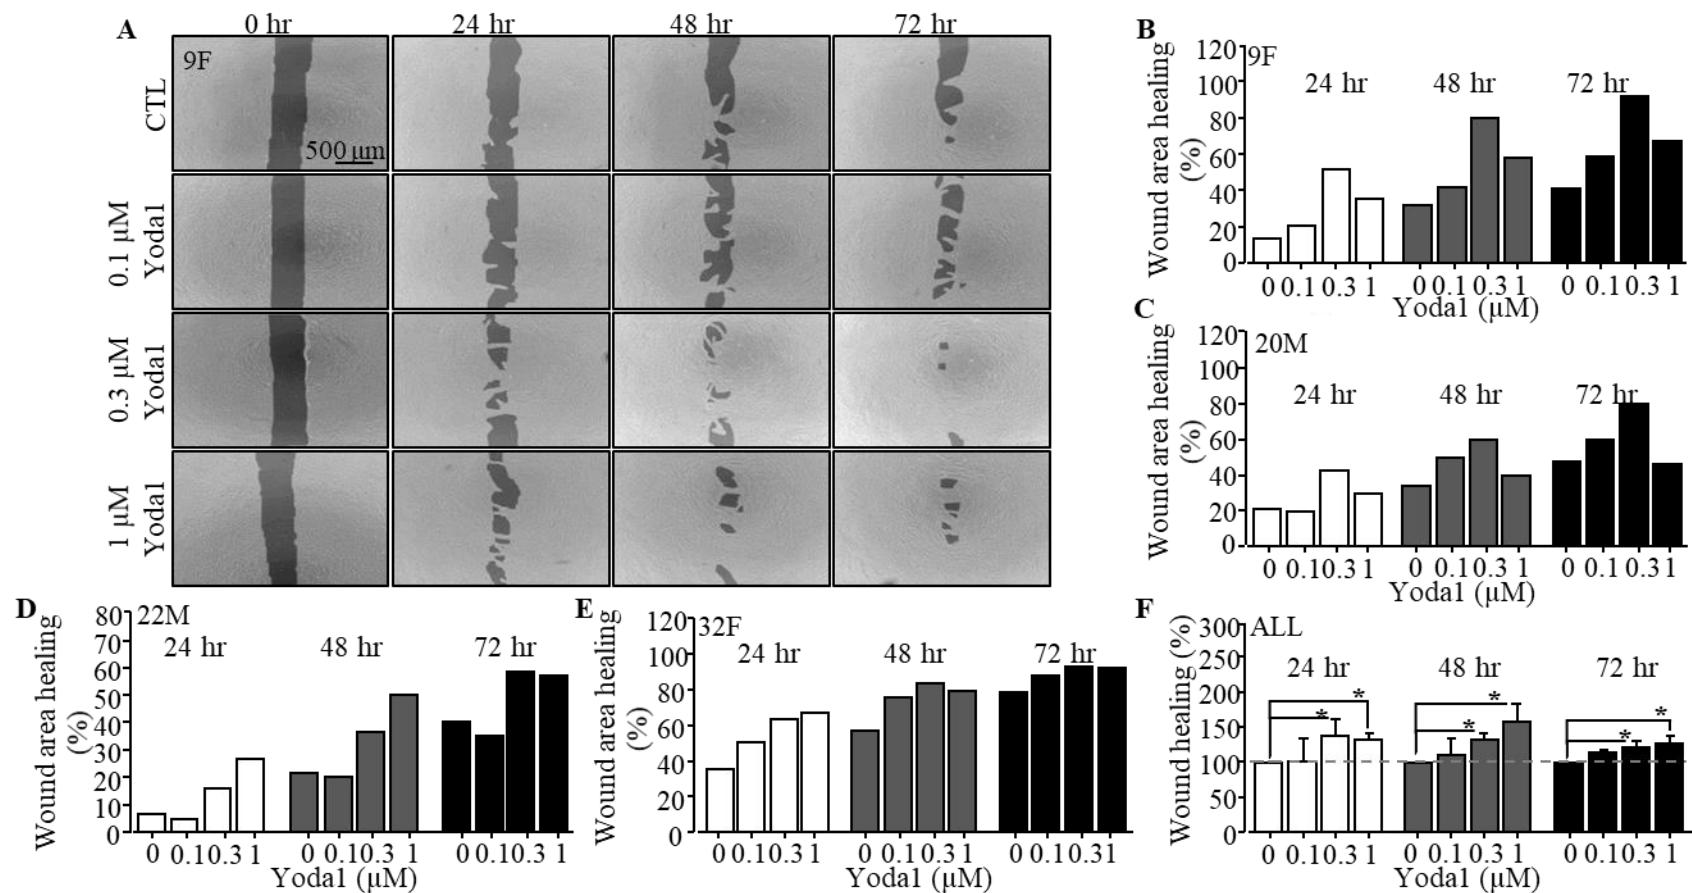 A
0 hr
24 hr
48 hr
72 hr
9F
CTL
500 µm
0.1 µM
Yoda1
0.3 µM
Yoda1
1 µM
Yoda1
B
9F
Wound area healing
(%)
120
100
80
60
40
20
0
24 hr
48 hr
72 hr
0 0.1 0.3 1 0 0.1 0.3 1 0 0.1 0.3 1
Yoda1 (µM)
C
20M
Wound area healing
(%)
120
100
80
60
40
20
0
24 hr
48 hr
72 hr
0 0.1 0.3 1 0 0.1 0.3 1 0 0.1 0.3 1
Yoda1 (µM)
D
22M
Wound area healing
(%)
80
70
60
50
40
30
20
10
0
24 hr
48 hr
72 hr
0 0.1 0.3 1 0 0.1 0.3 1 0 0.1 0.3 1
Yoda1 (µM)
E
32F
Wound area healing
(%)
120
100
80
60
40
20
0
24 hr
48 hr
72 hr
0 0.1 0.3 1 0 0.1 0.3 1 0 0.1 0.3 1
Yoda1 (µM)
F
ALL
Wound healing (%)
300
250
200
150
100
50
0
24 hr
48 hr
72 hr
* * * * * *
0 0.1 0.3 1 0 0.1 0.3 1 0 0.1 0.3 1
Yoda1 (µM)